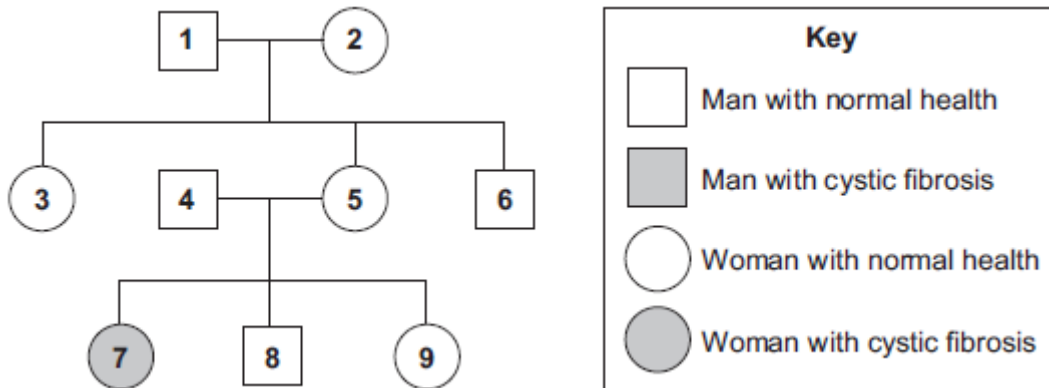 1 2
3 4 5 6
7 8 9
Key
Man with normal health
Man with cystic fibrosis
Woman with normal health
Woman with cystic fibrosis